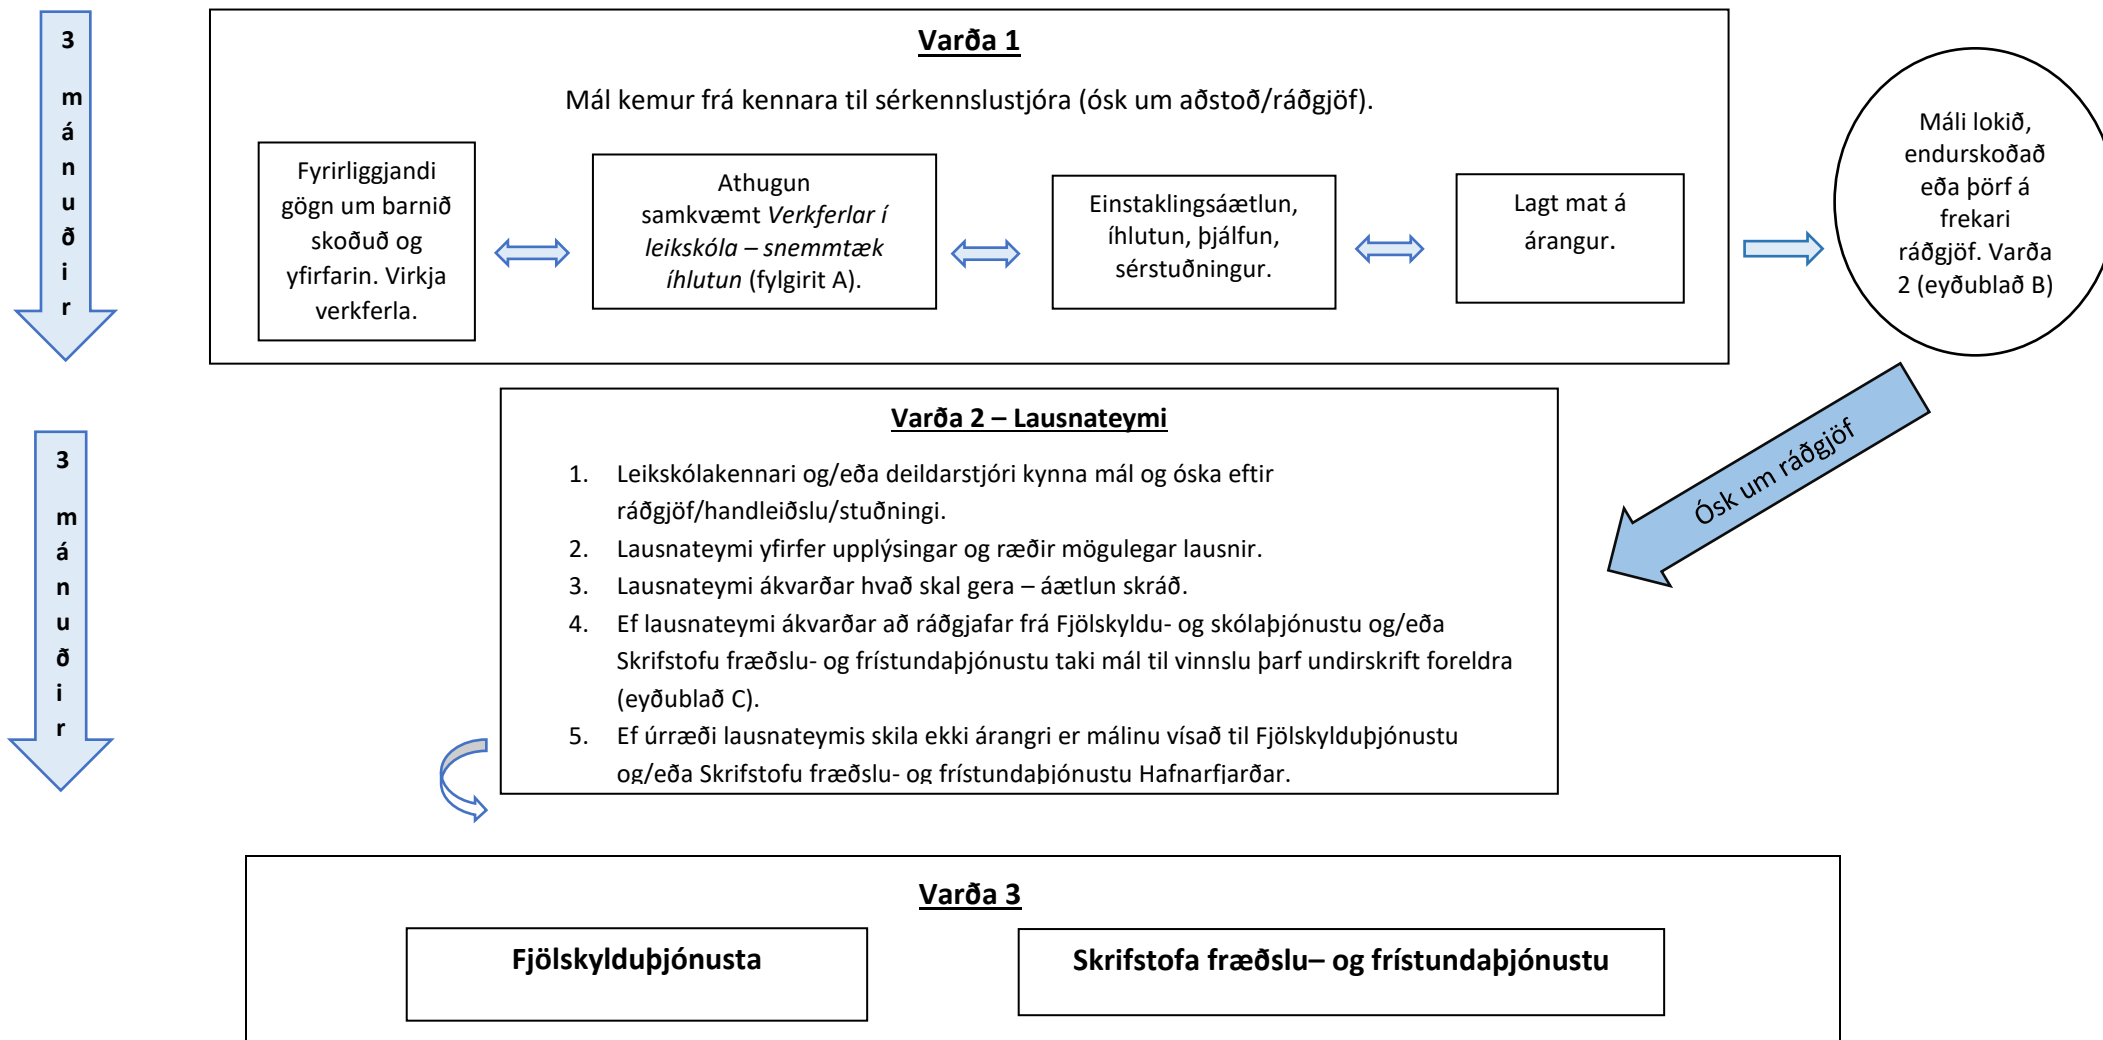 3
mánuðir
Varða 1
Mál kemur frá kennara til sérkennslustjóra (ósk um aðstoð/ráðgjöf).
Fyrirliggjandi
gögn um barnið
skoðuð og
yfirfarin. Virkja
verkferla.
Athugun
samkvæmt Verkferlar í
leikskóla – snemmtæk
íhlutun (fylgirit A).
Einstaklingsáætlun,
íhlutun, þjálfun,
sérstuðningur.
Lagt mat á
árangur.
Máli lokið,
endurskoðað
eða þörf á
frekari
ráðgjöf. Varða
2 (eyðublað B)
Ósk um ráðgjöf
3
mánuðir
Varða 2 – Lausnateymi
1. Leikskólakennari og/eða deildarstjóri kynna mál og óska eftir
ráðgjöf/handleiðslu/stuðningi.
2. Lausnateymi yfirfer upplýsingar og ræðir mögulegar lausnir.
3. Lausnateymi ákvarðar hvað skal gera – áætlun skráð.
4. Ef lausnateymi ákvarðar að ráðgjafar frá Fjölskyldu- og skólaþjónustu og/eða
Skrifstofu fræðslu- og frístundaþjónustu taki mál til vinnslu þarf undirskrift foreldra
(eyðublað C).
5. Ef úrræði lausnateymis skila ekki árangri er málinu vísað til Fjölskylduþjónustu
og/eða Skrifstofu fræðslu- og frístundaþjónustu Hafnarfjarðar.
Varða 3
Fjölskylduþjónusta
Skrifstofa fræðslu– og frístundaþjónustu